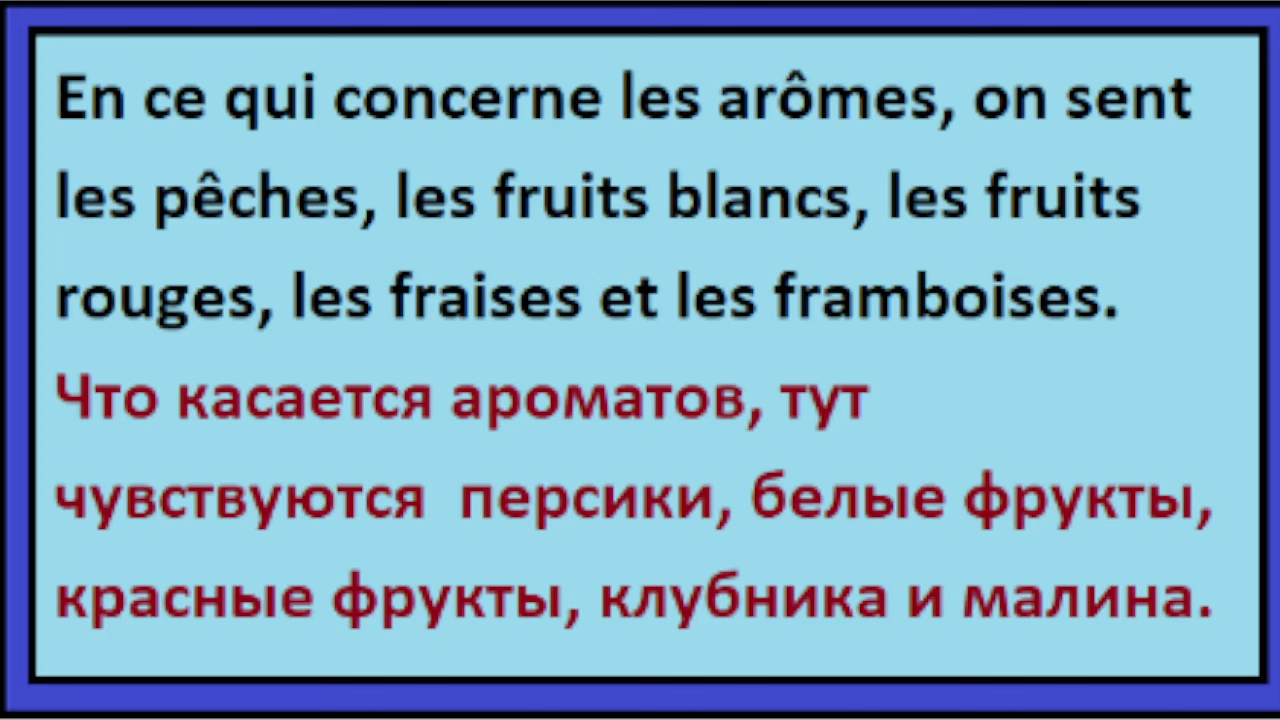 En ce qui concerne les arômes, on sent
les pêches, les fruits blancs, les fruits
rouges, les fraises et les framboises.
Что касается ароматов, тут
чувствуются  персики, белые фрукты,
красные фрукты, клубника и малина.